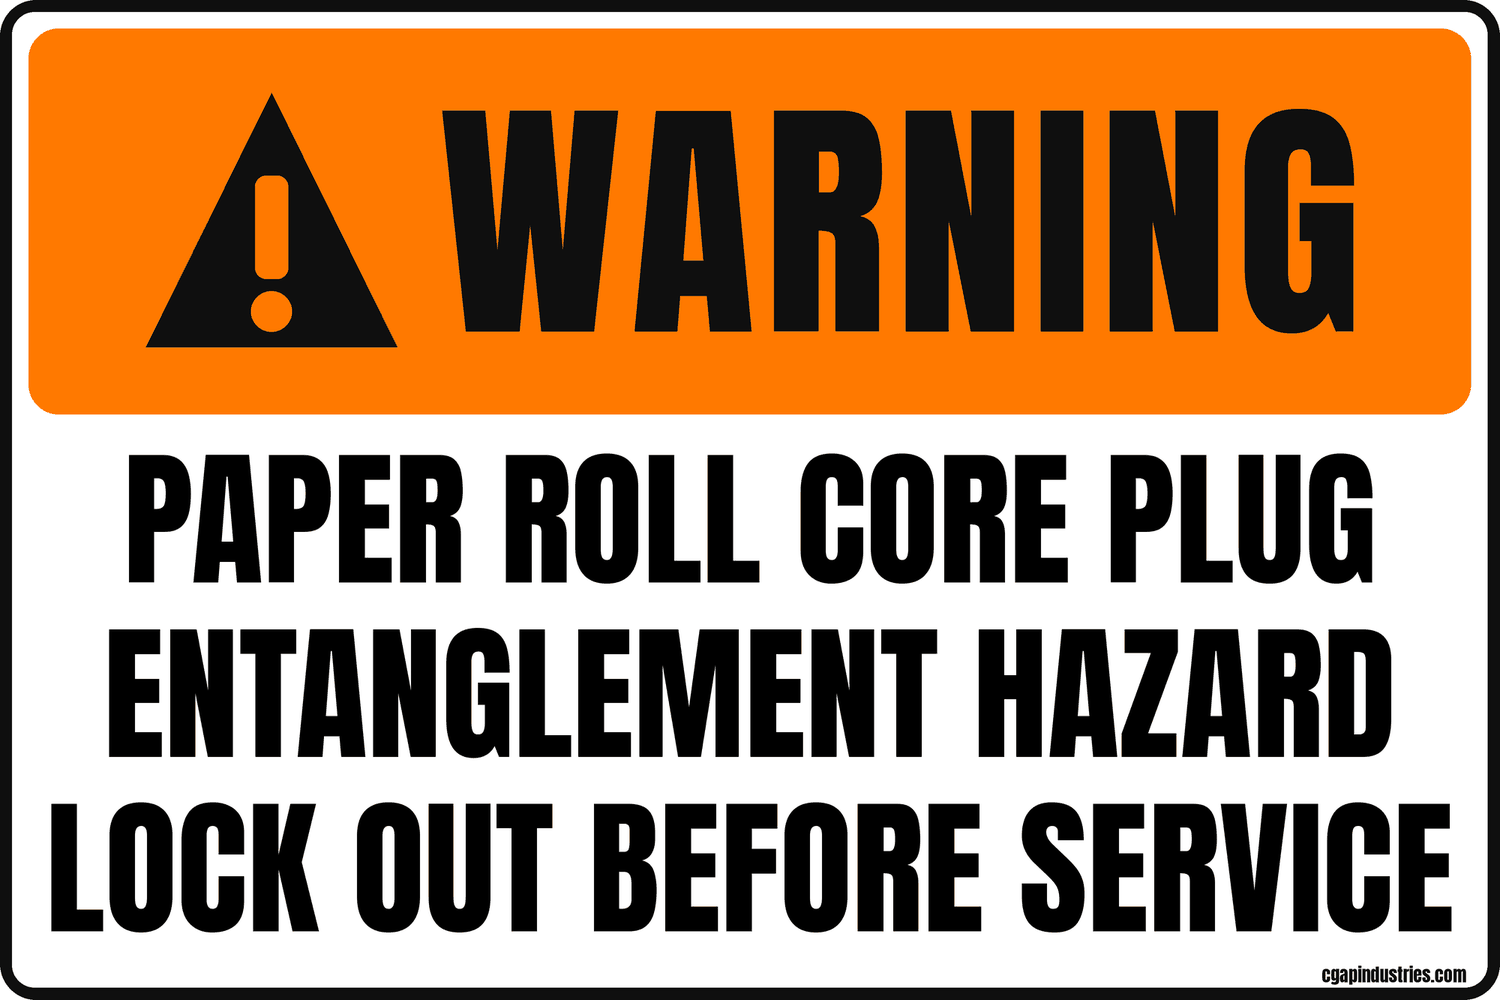 WARNING
PAPER ROLL CORE PLUG
ENTANGLEMENT HAZARD
LOCK OUT BEFORE SERVICE
cgapindustries.com